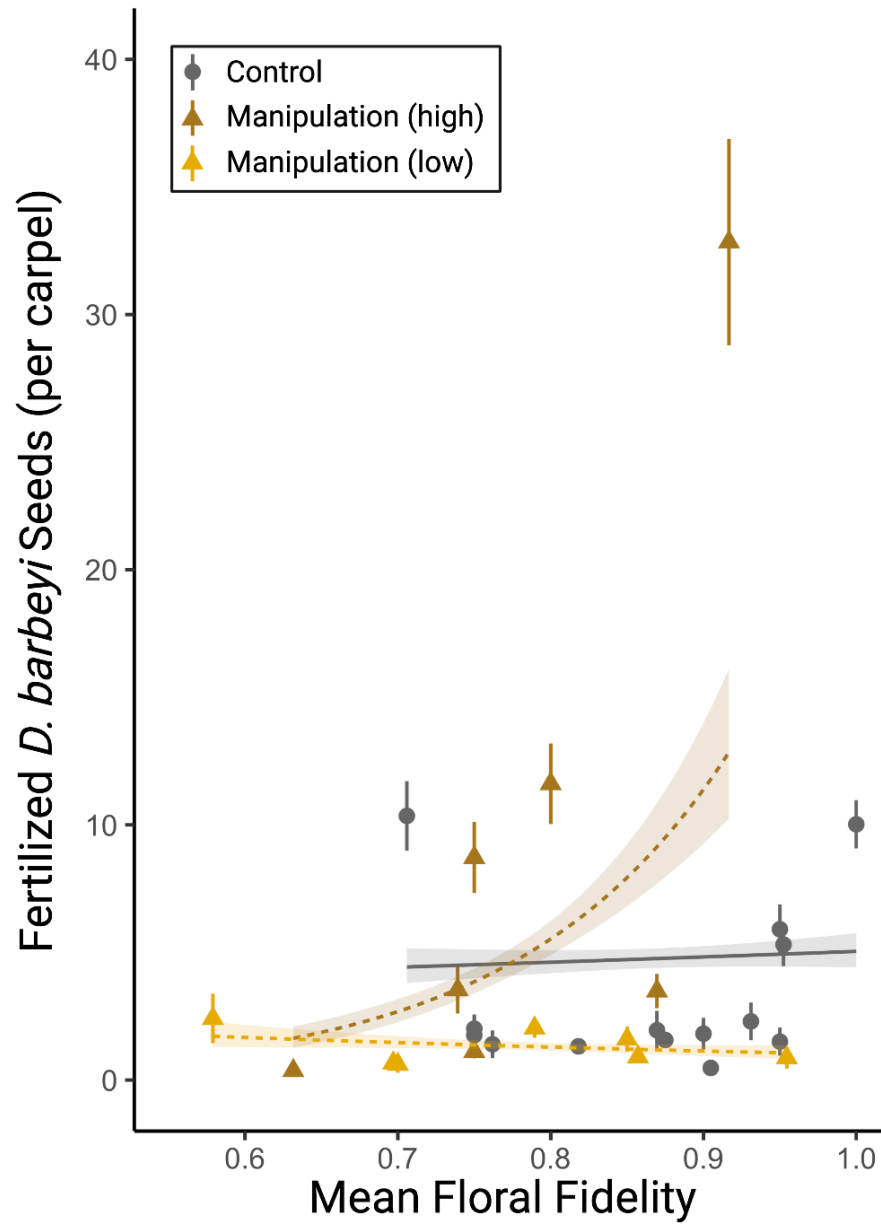 40
Control
Manipulation (high)
Manipulation (low)
30
20
10
0
Fertilized D. barbeyi Seeds (per carpel)
0.6 0.7 0.8 0.9 1.0
Mean Floral Fidelity